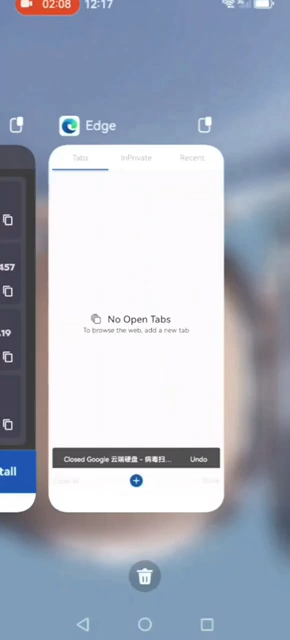 02:08 12:17
Edge
Tabs InPrivate Recent
457
.19
No Open Tabs
To browse the web, add a new tab
tall
Closed Google 云端硬盘 - 病毒扫... Undo